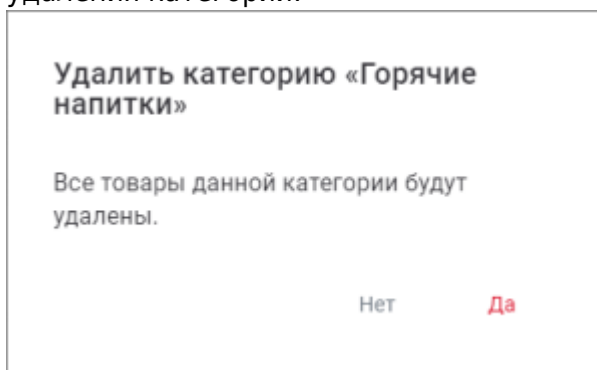 Удалить категорию «Горячие
напитки»
Все товары данной категории будут
удалены.
Нет Да